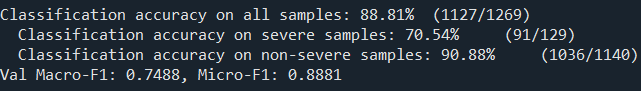 Classification accuracy on all samples: 88.81%  (1127/1269)
  Classification accuracy on severe samples: 70.54%    (91/129)
  Classification accuracy on non-severe samples: 90.88%    (1036/1140)
Val Macro-F1: 0.7488, Micro-F1: 0.8881